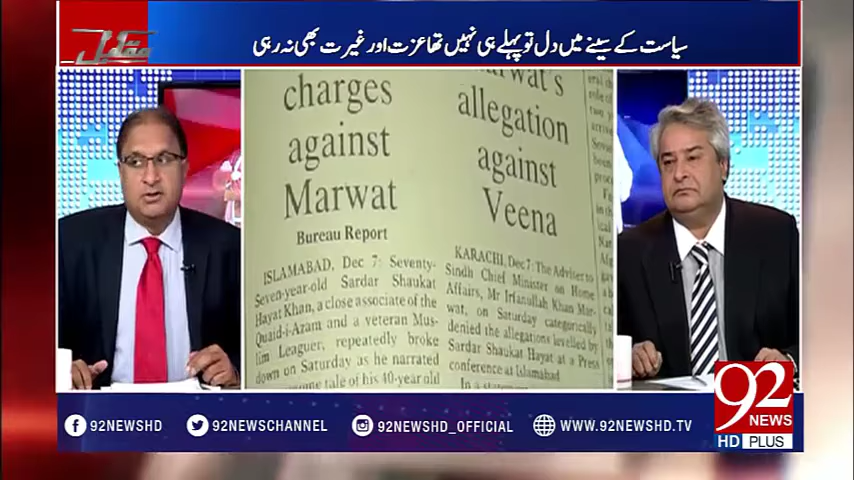 مقابل
سیاست کے سینے میں دل تو پہلے ہی نہیں تھا عزت اور غیرت بھی نہ رہی
charges
against
Marwat
Bureau Report
ISLAMABAD, Dec 7: Seventy-
Seven-year-old Sardar Shaukat
Hayat Khan, a close associate of the
Quaid-i-Azam and a veteran Mus-
lim Leaguer, repeatedly broke
down on Saturday as he narrated
tale of his 40-year-old
Marwat's
allegation
against
Veena
KARACHI, Dec 7: The Adviser to
Sindh Chief Minister on Home
Affairs, Mr Irfanullah Khan Mar-
wat, on Saturday categorically
denied the allegations levelled by
Sardar Shaukat Hayat at a Press
conference at Islamabad
In a
92NEWSHD
92NEWSCHANNEL
92NEWSHD_OFFICIAL
WWW.92NEWSHD.TV
92
NEWS
HD PLUS